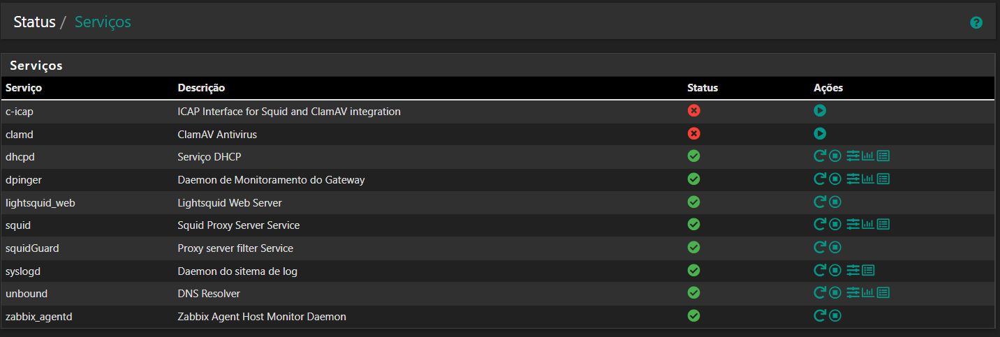 Status / Serviços
Serviços
Serviço Descrição Status Ações
c-icap ICAP Interface for Squid and ClamAV integration
clamd ClamAV Antivirus
dhcpd Serviço DHCP
dpinger Daemon de Monitoramento do Gateway
lightsquid_web Lightsquid Web Server
squid Squid Proxy Server Service
squidGuard Proxy server filter Service
syslogd Daemon do sitema de log
unbound DNS Resolver
zabbix_agentd Zabbix Agent Host Monitor Daemon